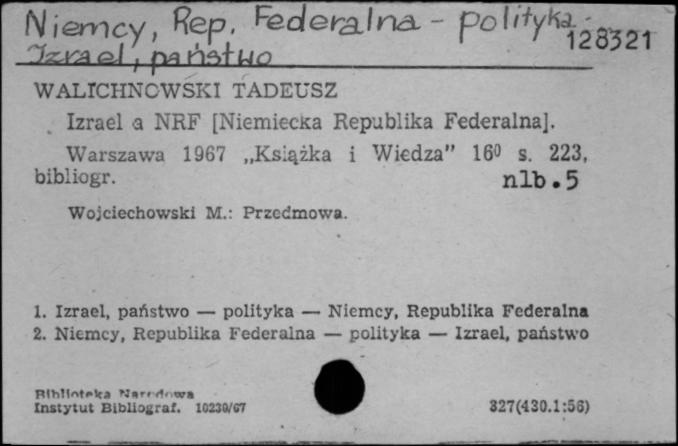 Niemcy, Rep. Federalna - polityka -
128321
Izrael, państwo
WALICHNOWSKI TADEUSZ
Izrael a NRF [Niemiecka Republika Federalna].
Warszawa 1967 „Książka i Wiedza” 16⁰ s. 223,
bibliogr. nlb.5
Wojciechowski M.: Przedmowa.
1. Izrael, państwo — polityka — Niemcy, Republika Federalna
2. Niemcy, Republika Federalna — polityka — Izrael, państwo
Biblioteka Narodowa
Instytut Bibliograf. 10230/67 327(430.1:56)